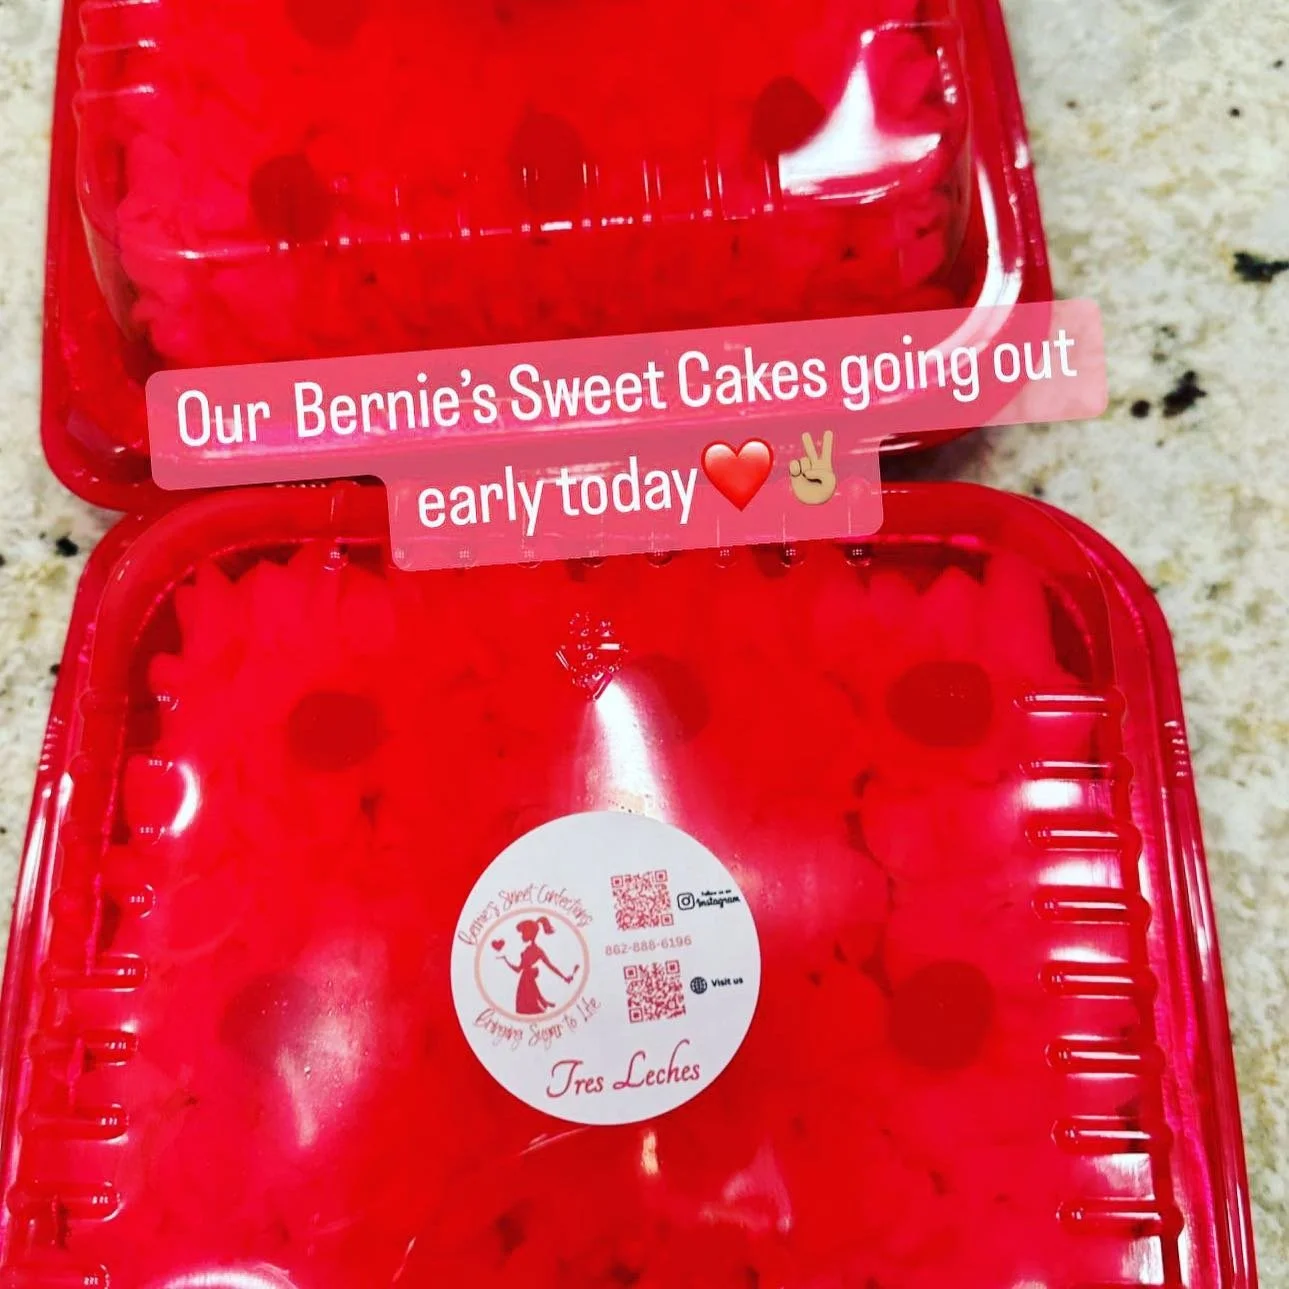 Our Bernie's Sweet Cakes going out
early today❤️✌🏽
Bernie's Sweet Confections
Bringing Sugar to Life
Follow us on
Instagram
862-888-6196
Visit us
Tres Leches